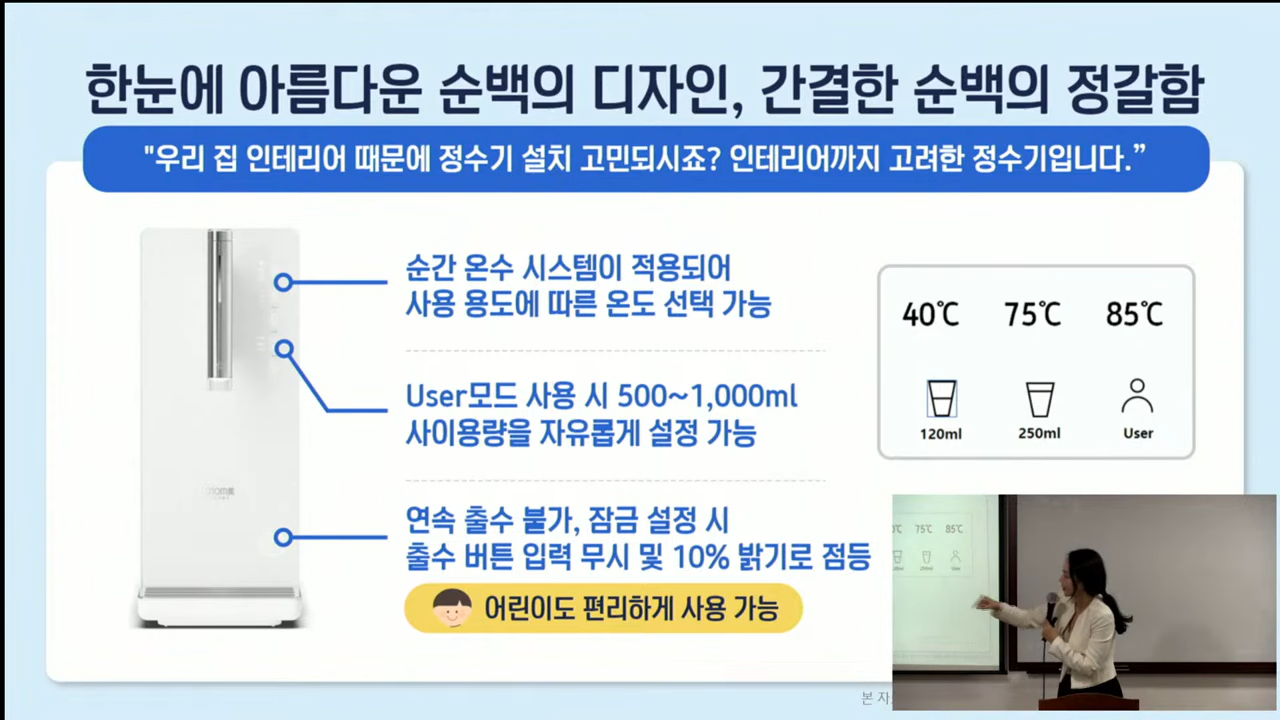 한눈에 아름다운 순백의 디자인, 간결한 순백의 정갈함
"우리 집 인테리어 때문에 정수기 설치 고민되시죠? 인테리어까지 고려한 정수기입니다.”
순간 온수 시스템이 적용되어
사용 용도에 따른 온도 선택 가능
User모드 사용 시 500~1,000ml
사이용량을 자유롭게 설정 가능
연속 출수 불가, 잠금 설정 시
출수 버튼 입력 무시 및 10% 밝기로 점등
어린이도 편리하게 사용 가능
40℃ 75℃ 85℃
120ml 250ml User
75℃ 85℃
본